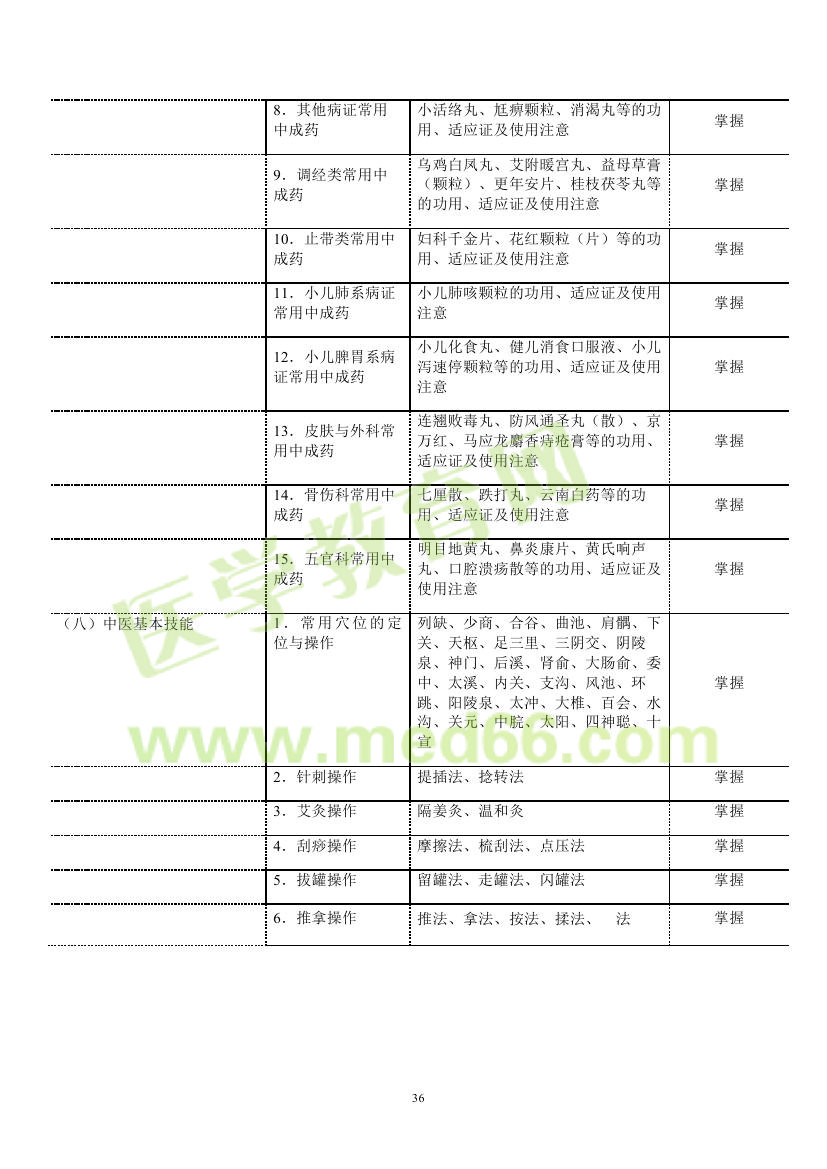 8．其他病证常用
中成药
小活络丸、尪痹颗粒、消渴丸等的功
用、适应证及使用注意
掌握
9．调经类常用中
成药
乌鸡白凤丸、艾附暖宫丸、益母草膏
（颗粒）、更年安片、桂枝茯苓丸等
的功用、适应证及使用注意
掌握
10．止带类常用中
成药
妇科千金片、花红颗粒（片）等的功
用、适应证及使用注意
掌握
11．小儿肺系病证
常用中成药
小儿肺咳颗粒的功用、适应证及使用
注意
掌握
12．小儿脾胃系病
证常用中成药
小儿化食丸、健儿消食口服液、小儿
泻速停颗粒等的功用、适应证及使用
注意
掌握
13．皮肤与外科常
用中成药
连翘败毒丸、防风通圣丸（散）、京
万红、马应龙麝香痔疮膏等的功用、
适应证及使用注意
掌握
14．骨伤科常用中
成药
七厘散、跌打丸、云南白药等的功
用、适应证及使用注意
掌握
15．五官科常用中
成药
明目地黄丸、鼻炎康片、黄氏响声
丸、口腔溃疡散等的功用、适应证及
使用注意
掌握
（八）中医基本技能
1．常用穴位的定
位与操作
列缺、少商、合谷、曲池、肩髃、下
关、天枢、足三里、三阴交、阴陵
泉、神门、后溪、肾俞、大肠俞、委
中、太溪、内关、支沟、风池、环
跳、阳陵泉、太冲、大椎、百会、水
沟、关元、中脘、太阳、四神聪、十
宣
掌握
2．针刺操作
提插法、捻转法
掌握
3．艾灸操作
隔姜灸、温和灸
掌握
4．刮痧操作
摩擦法、梳刮法、点压法
掌握
5．拔罐操作
留罐法、走罐法、闪罐法
掌握
6．推拿操作
推法、拿法、按法、揉法、　法
掌握
医学教育网
www.med66.com
36